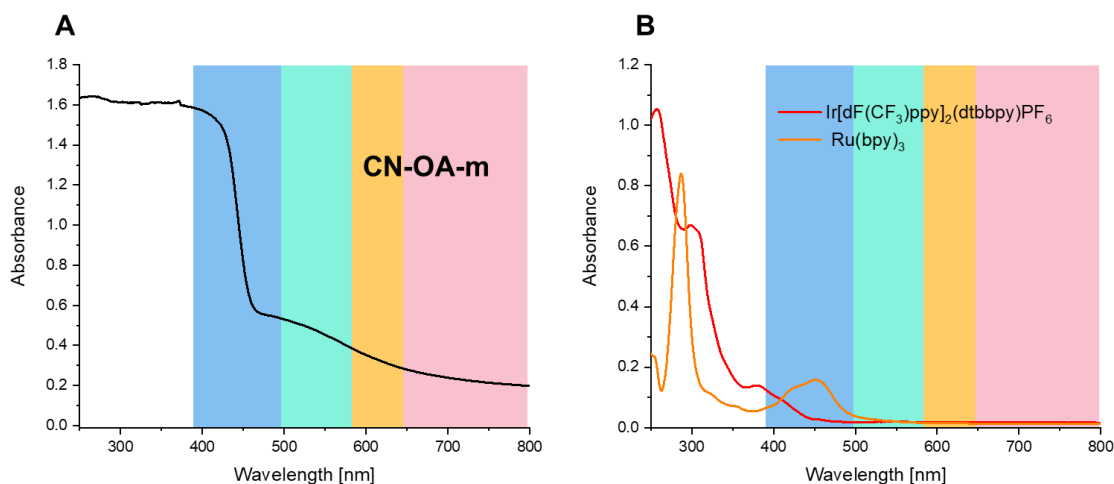 A
1.8
1.6
1.4
1.2
1.0
0.8
0.6
0.4
0.2
0.0
Absorbance
CN-OA-m
300 400 500 600 700 800
Wavelength [nm]
B
1.2
1.0
0.8
0.6
0.4
0.2
0.0
Absorbance
Ir[dF(CF₃)ppy]₂(dtbbpy)PF₆
Ru(bpy)₃
300 400 500 600 700 800
Wavelength [nm]